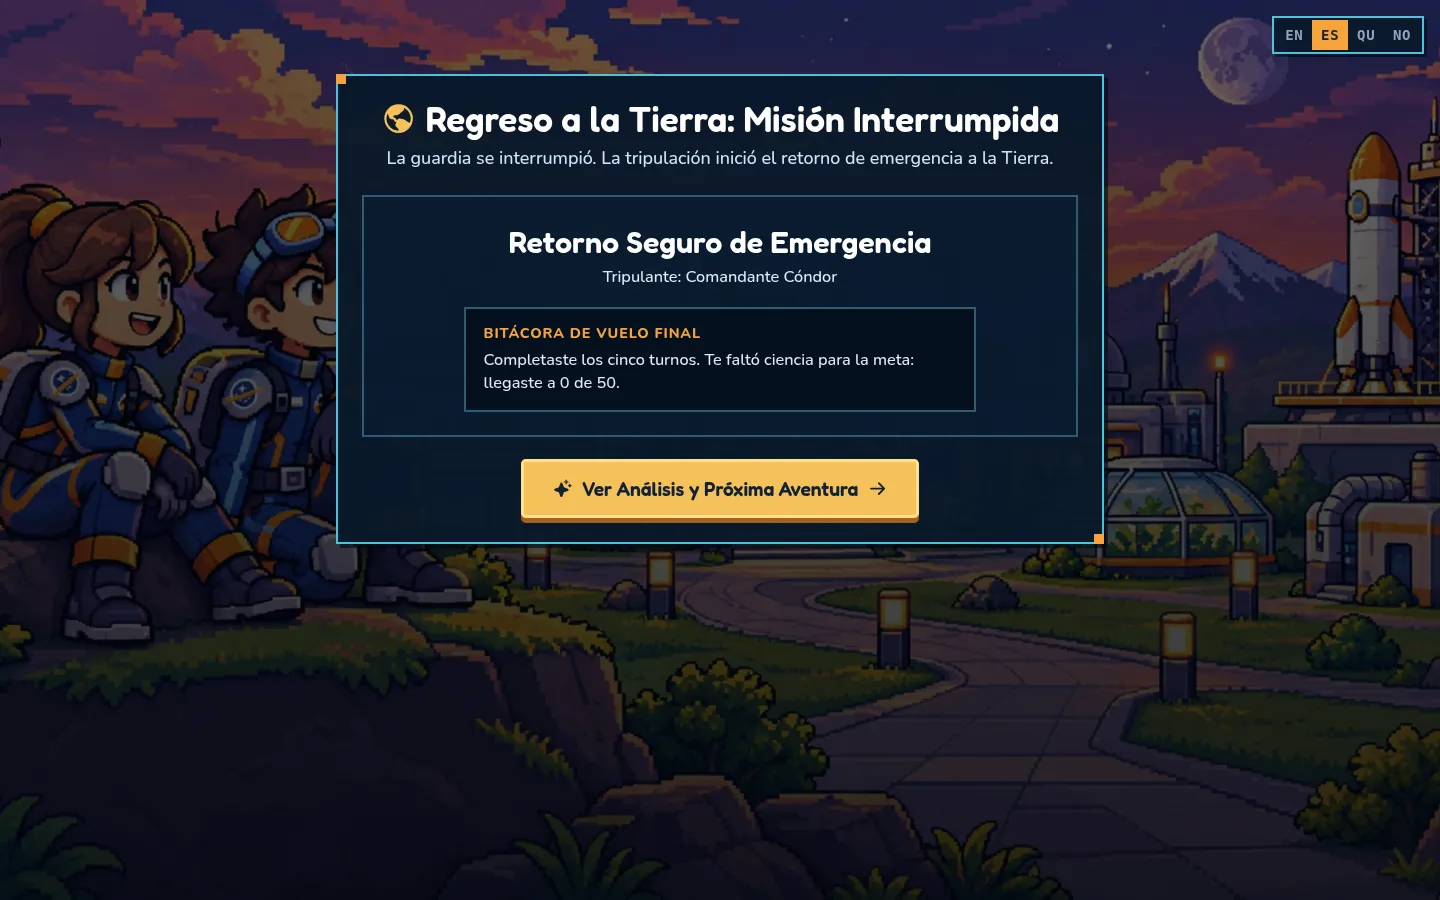 EN ES QU NO
Regreso a la Tierra: Misión Interrumpida
La guardia se interrumpió. La tripulación inició el retorno de emergencia a la Tierra.
Retorno Seguro de Emergencia
Tripulante: Comandante Cóndor
BITÁCORA DE VUELO FINAL
Completaste los cinco turnos. Te faltó ciencia para la meta:
llegaste a 0 de 50.
Ver Análisis y Próxima Aventura →